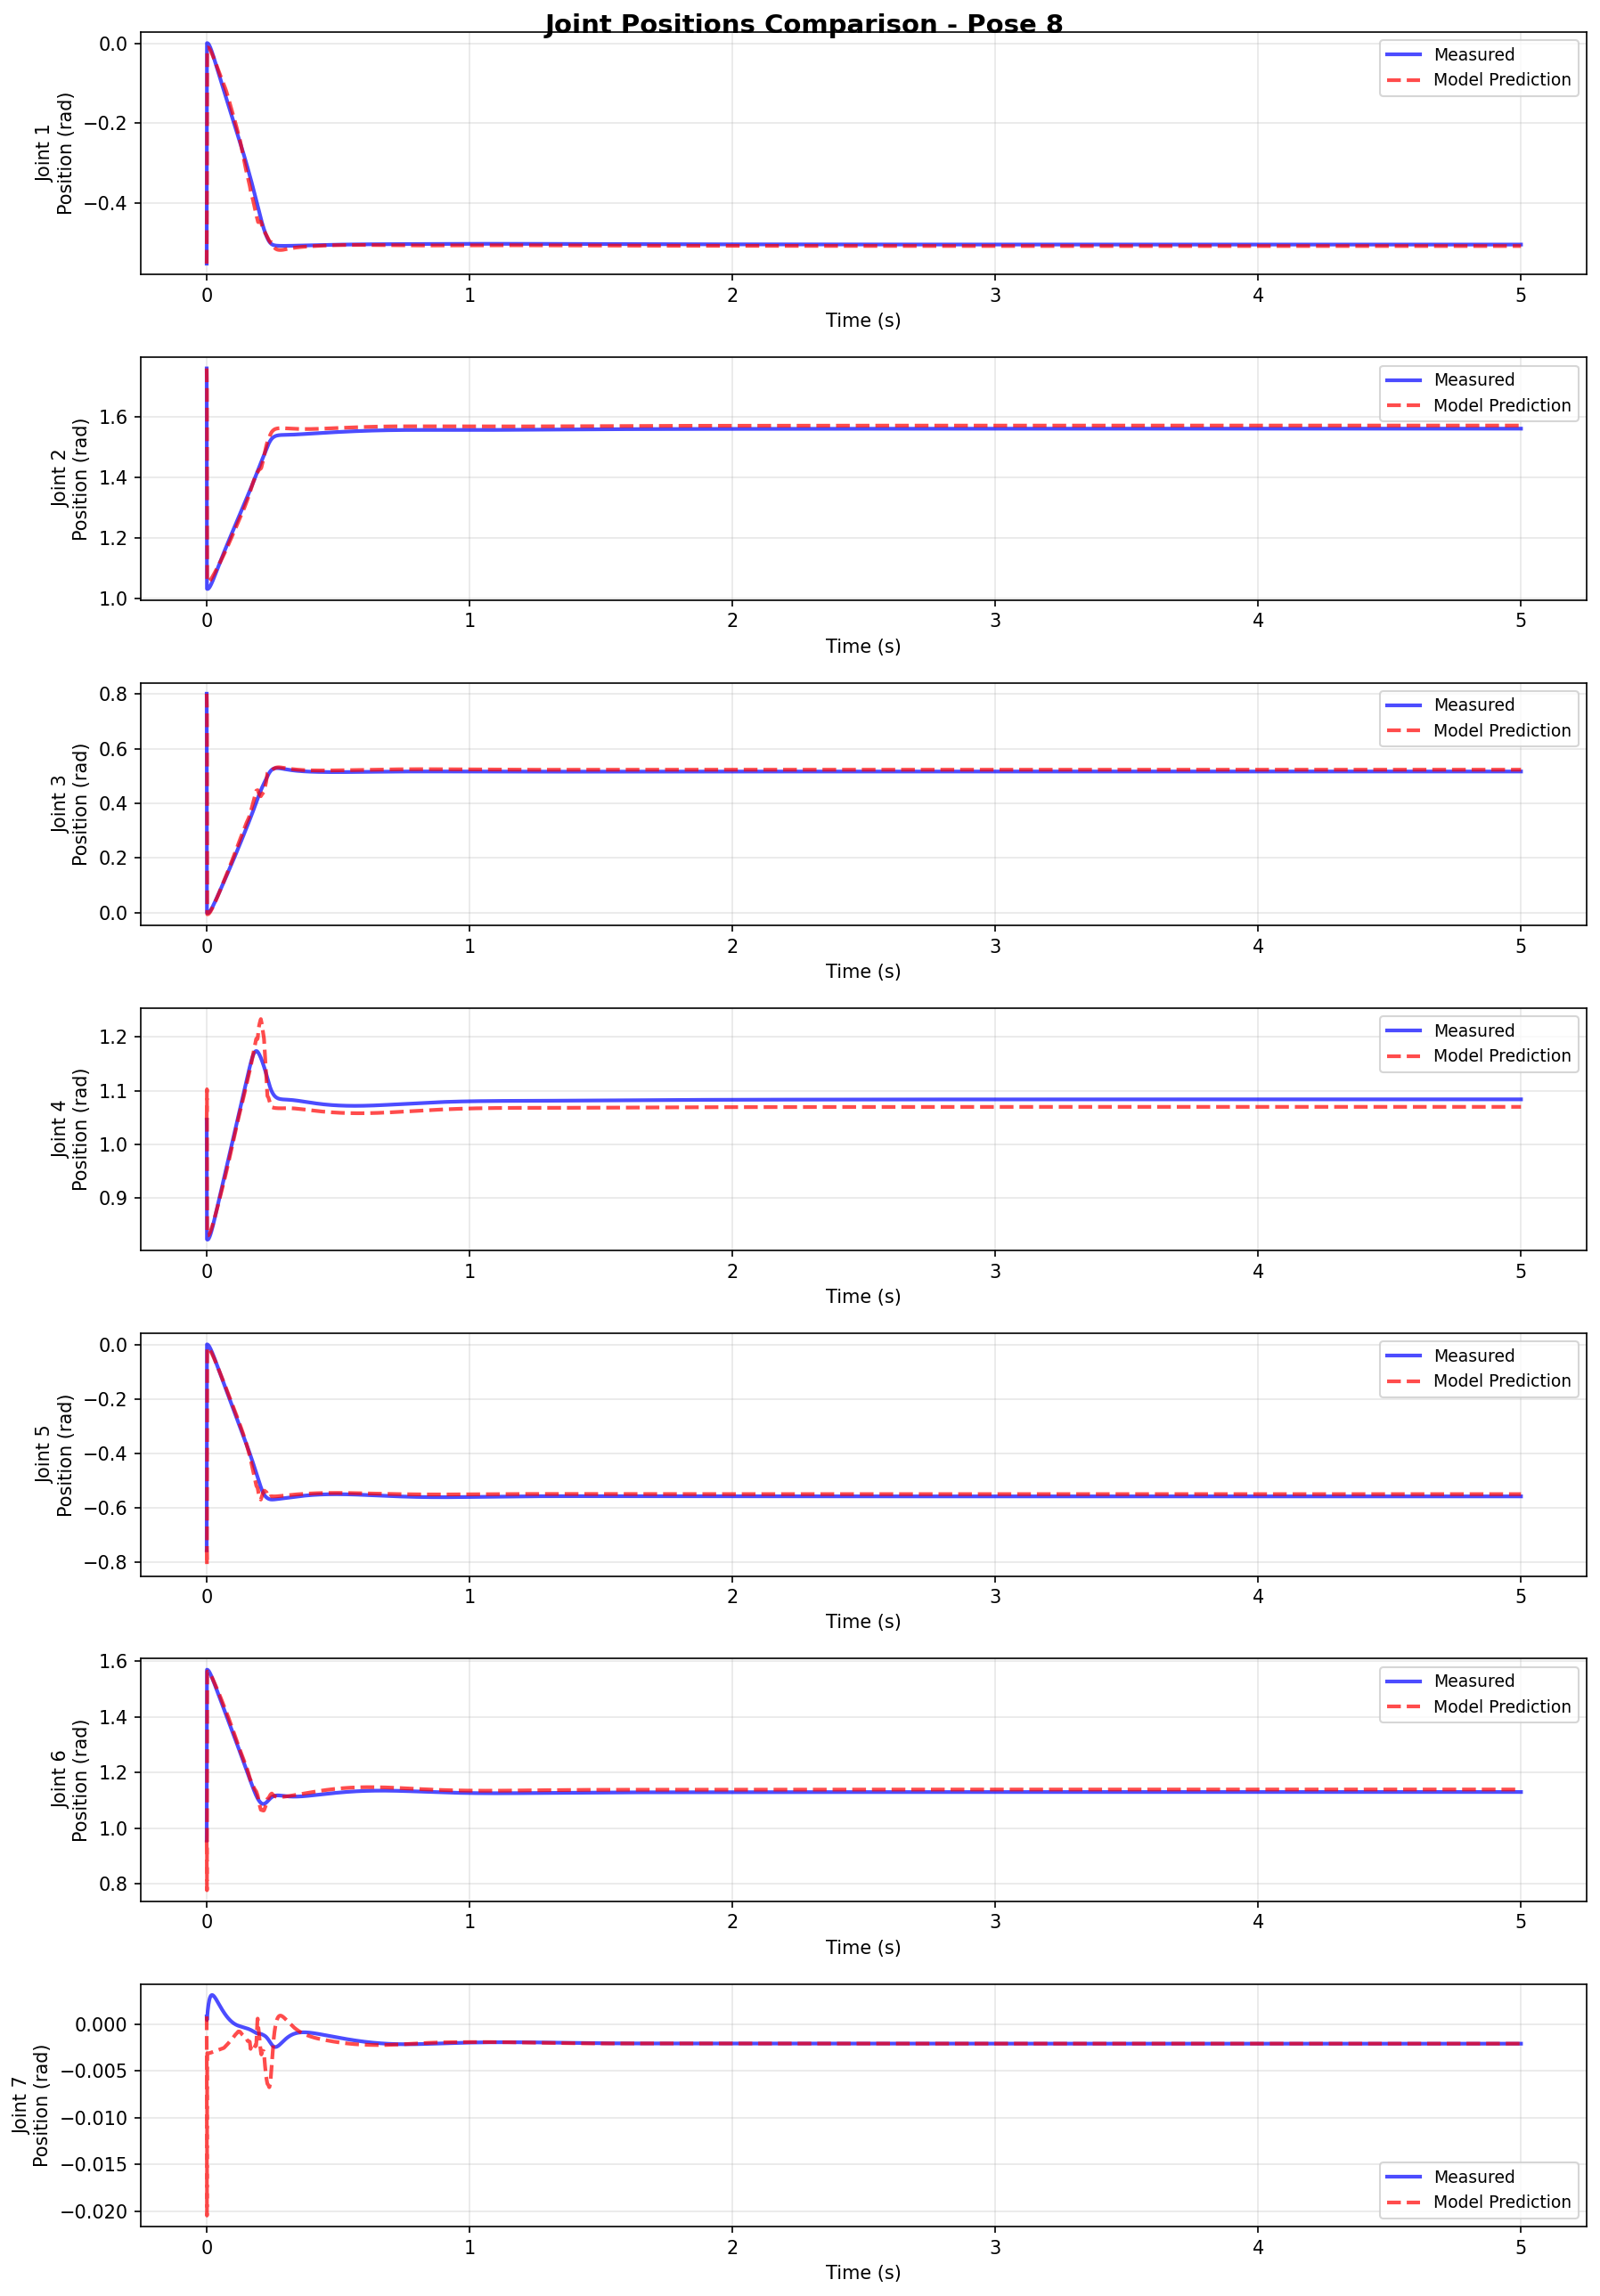 Joint Positions Comparison - Pose 8
Joint 1
Position (rad)
0.0
−0.2
−0.4
Measured
Model Prediction
0 1 2 3 4 5
Time (s)
Joint 2
Position (rad)
1.6
1.4
1.2
1.0
Measured
Model Prediction
0 1 2 3 4 5
Time (s)
Joint 3
Position (rad)
0.8
0.6
0.4
0.2
0.0
Measured
Model Prediction
0 1 2 3 4 5
Time (s)
Joint 4
Position (rad)
1.2
1.1
1.0
0.9
Measured
Model Prediction
0 1 2 3 4 5
Time (s)
Joint 5
Position (rad)
0.0
−0.2
−0.4
−0.6
−0.8
Measured
Model Prediction
0 1 2 3 4 5
Time (s)
Joint 6
Position (rad)
1.6
1.4
1.2
1.0
0.8
Measured
Model Prediction
0 1 2 3 4 5
Time (s)
Joint 7
Position (rad)
0.000
−0.005
−0.010
−0.015
−0.020
Measured
Model Prediction
0 1 2 3 4 5
Time (s)